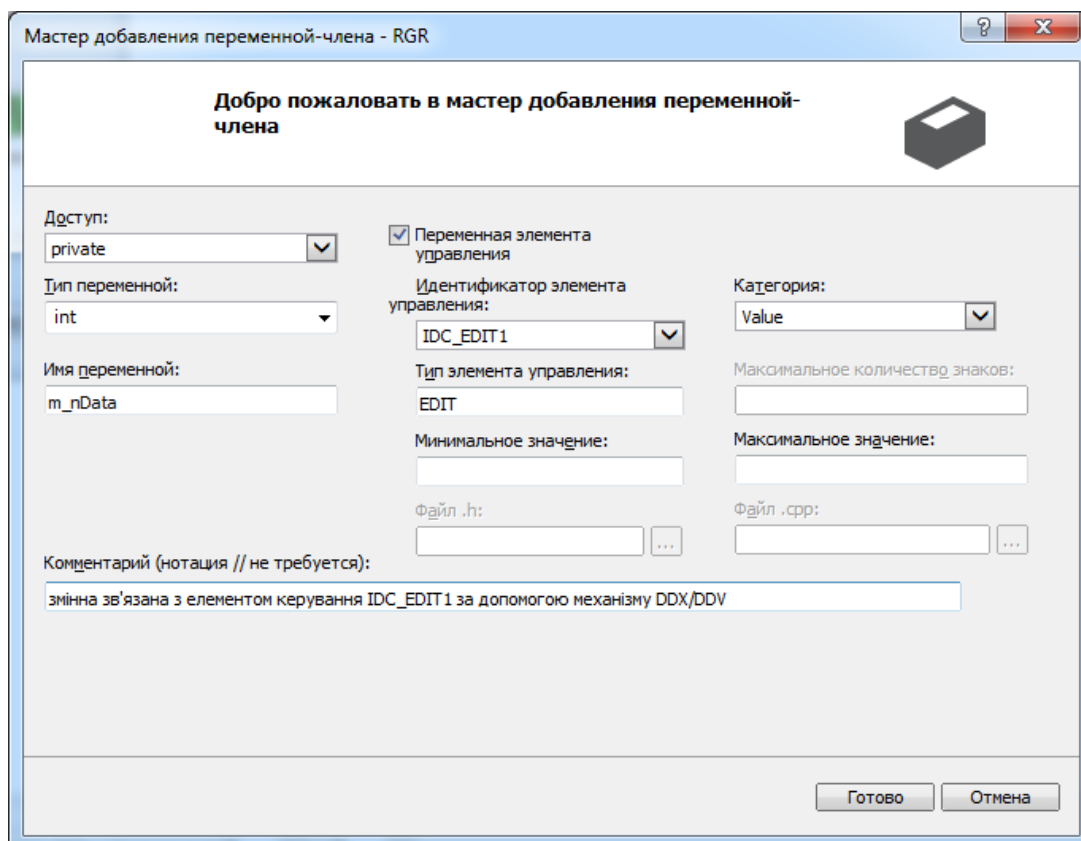 Мастер добавления переменной-члена - RGR
Добро пожаловать в мастер добавления переменной-
члена
Доступ:
private
Переменная элемента
управления
Тип переменной:
int
Идентификатор элемента
управления:
IDC_EDIT1
Категория:
Value
Имя переменной:
m_nData
Тип элемента управления:
EDIT
Максимальное количество знаков:
Минимальное значение:
Максимальное значение:
Файл .h:
...
Файл .cpp:
...
Комментарий (нотация // не требуется):
змінна зв'язана з елементом керування IDC_EDIT1 за допомогою механізму DDX/DDV
Готово
Отмена